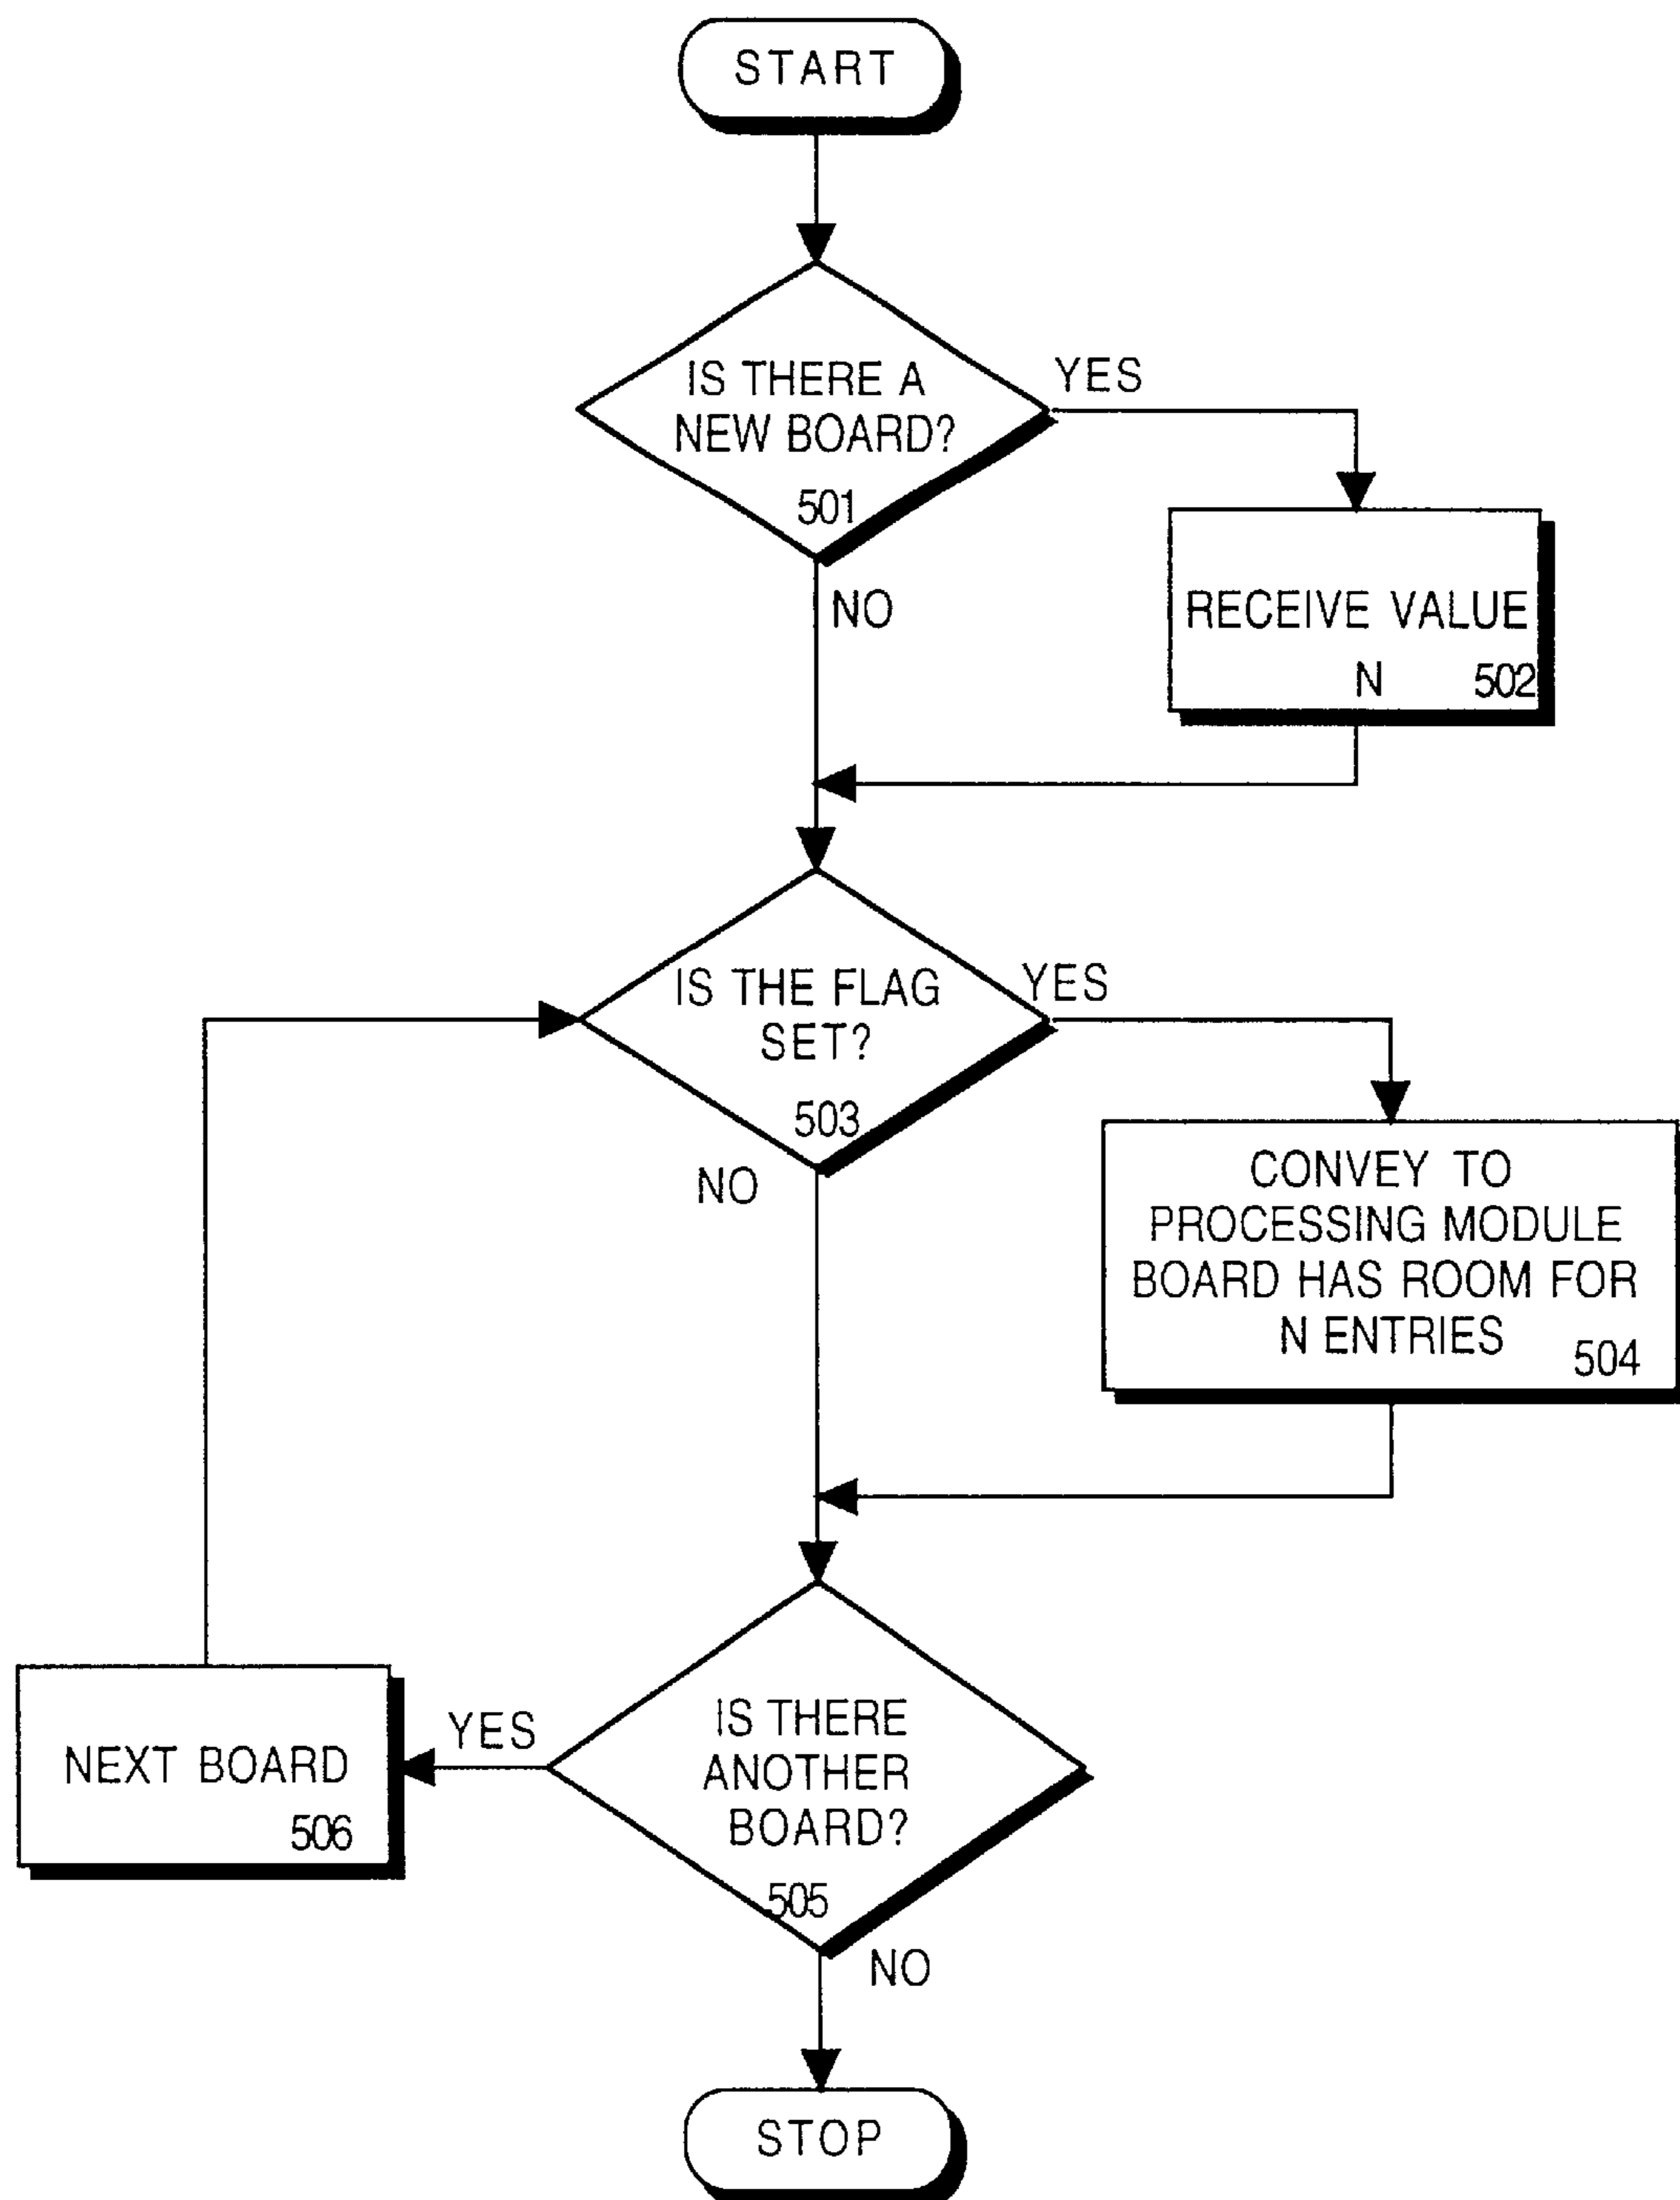 START
IS THERE A
NEW BOARD?
501
YES
NO
RECEIVE VALUE
N 502
IS THE FLAG
SET?
503
YES
NO
CONVEY TO
PROCESSING MODULE
BOARD HAS ROOM FOR
N ENTRIES
504
IS THERE
ANOTHER
BOARD?
505
YES
NEXT BOARD
506
NO
STOP